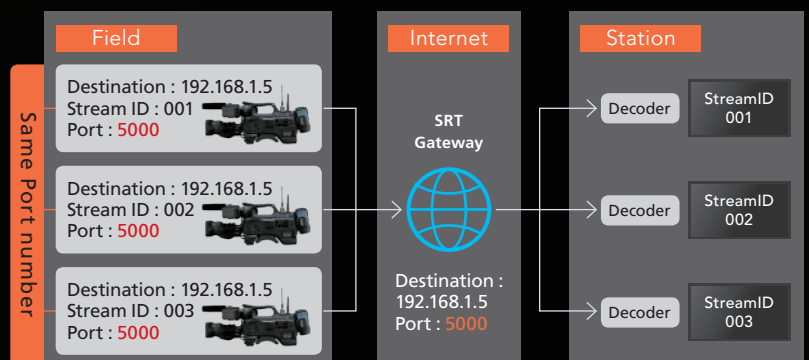 Field
Internet
Station
Same Port number
Destination : 192.168.1.5
Stream ID : 001
Port : 5000
Destination : 192.168.1.5
Stream ID : 002
Port : 5000
Destination : 192.168.1.5
Stream ID : 003
Port : 5000
SRT
Gateway
Destination :
192.168.1.5
Port : 5000
Decoder
StreamID
001
Decoder
StreamID
002
Decoder
StreamID
003